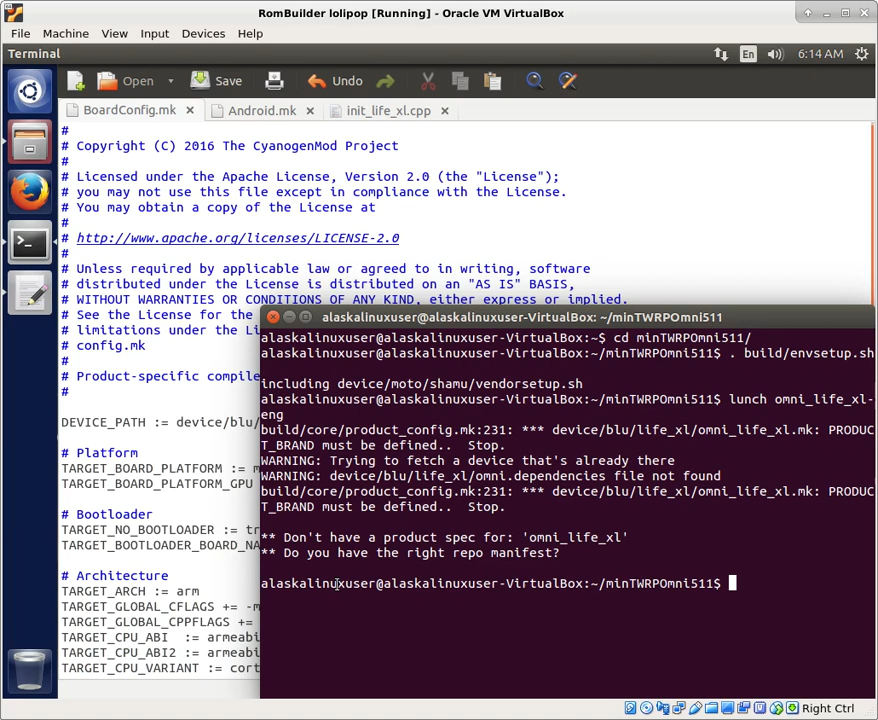 RomBuilder lolipop [Running] - Oracle VM VirtualBox
File Machine View Input Devices Help
Terminal En 6:14 AM
Open Save Undo
BoardConfig.mk Android.mk init_life_xl.cpp
#
# Copyright (C) 2016 The CyanogenMod Project
#
# Licensed under the Apache License, Version 2.0 (the "License");
# you may not use this file except in compliance with the License.
# You may obtain a copy of the License at
#
# http://www.apache.org/licenses/LICENSE-2.0
#
# Unless required by applicable law or agreed to in writing, software
# distributed under the License is distributed on an "AS IS" BASIS,
# WITHOUT WARRANTIES OR CONDITIONS OF ANY KIND, either express or implied.
# See the License for the
# limitations under the Li
# config.mk
#
# Product-specific compile
#
DEVICE_PATH := device/blu/
# Platform
TARGET_BOARD_PLATFORM := m
TARGET_BOARD_PLATFORM_GPU
# Bootloader
TARGET_NO_BOOTLOADER := tr
TARGET_BOOTLOADER_BOARD_NA
# Architecture
TARGET_ARCH := arm
TARGET_GLOBAL_CFLAGS += -m
TARGET_GLOBAL_CPPFLAGS +=
TARGET_CPU_ABI := armeabi
TARGET_CPU_ABI2 := armeabi
TARGET_CPU_VARIANT := cort
alaskalinuxuser@alaskalinuxuser-VirtualBox: ~/minTWRPOmni511
alaskalinuxuser@alaskalinuxuser-VirtualBox:~$ cd minTWRPOmni511/
alaskalinuxuser@alaskalinuxuser-VirtualBox:~/minTWRPOmni511$ . build/envsetup.sh
including device/moto/shamu/vendorsetup.sh
alaskalinuxuser@alaskalinuxuser-VirtualBox:~/minTWRPOmni511$ lunch omni_life_xl-
eng
build/core/product_config.mk:231: *** device/blu/life_xl/omni_life_xl.mk: PRODUC
T_BRAND must be defined.. Stop.
WARNING: Trying to fetch a device that's already there
WARNING: device/blu/life_xl/omni.dependencies file not found
build/core/product_config.mk:231: *** device/blu/life_xl/omni_life_xl.mk: PRODUC
T_BRAND must be defined.. Stop.
** Don't have a product spec for: 'omni_life_xl'
** Do you have the right repo manifest?
alaskalinuxuser@alaskalinuxuser-VirtualBox:~/minTWRPOmni511$
Right Ctrl